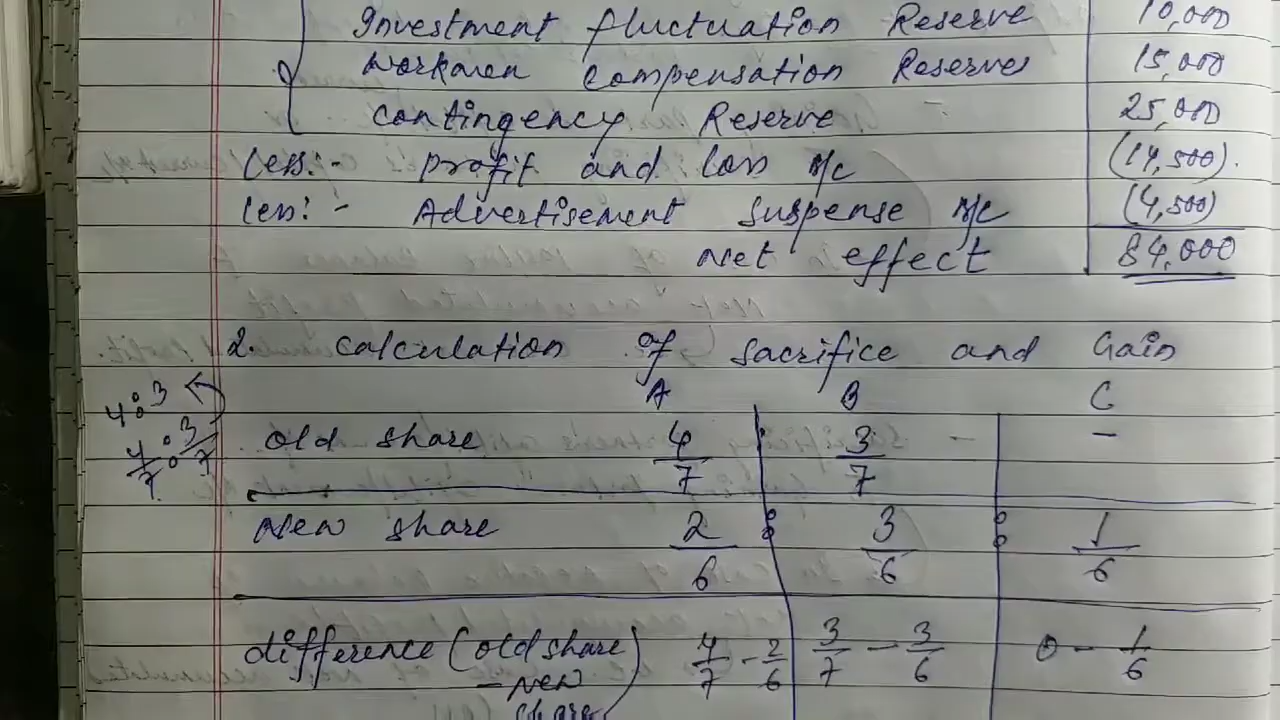 Investment fluctuation Reserve 10,000
Workmen compensation Reserve 15,000
contingency Reserve 25,000
Less:- profit and loss A/c (14,500).
Less:- Advertisement suspense A/c (4,500)
Net effect 84,000
2. calculation of sacrifice and Gain
A B C
4:3
4/7 : 3/7
old share 4/7 : 3/7 -
New share 2/6 : 3/6 : 1/6
difference (old share 4/7 - 2/6 3/7 - 3/6 0 - 1/6
- new
share)